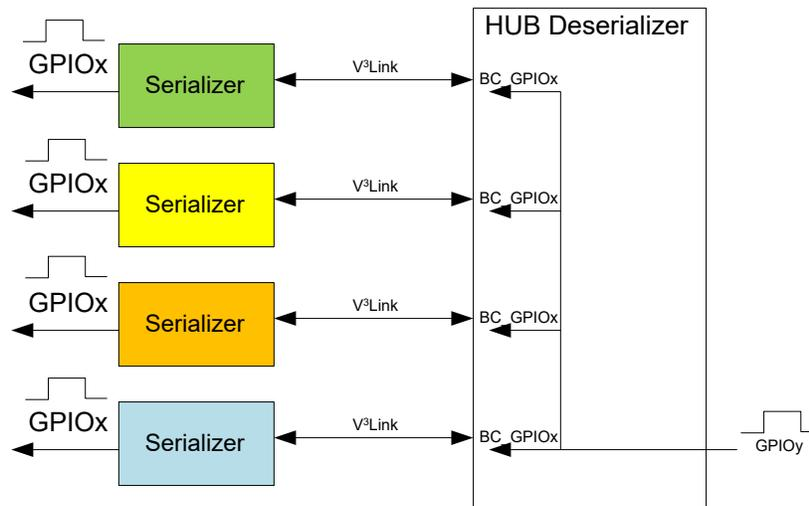 HUB Deserializer
GPIOx
Serializer
V³Link
BC_GPIOx
GPIOx
Serializer
V³Link
BC_GPIOx
GPIOx
Serializer
V³Link
BC_GPIOx
GPIOx
Serializer
V³Link
BC_GPIOx
GPIOy